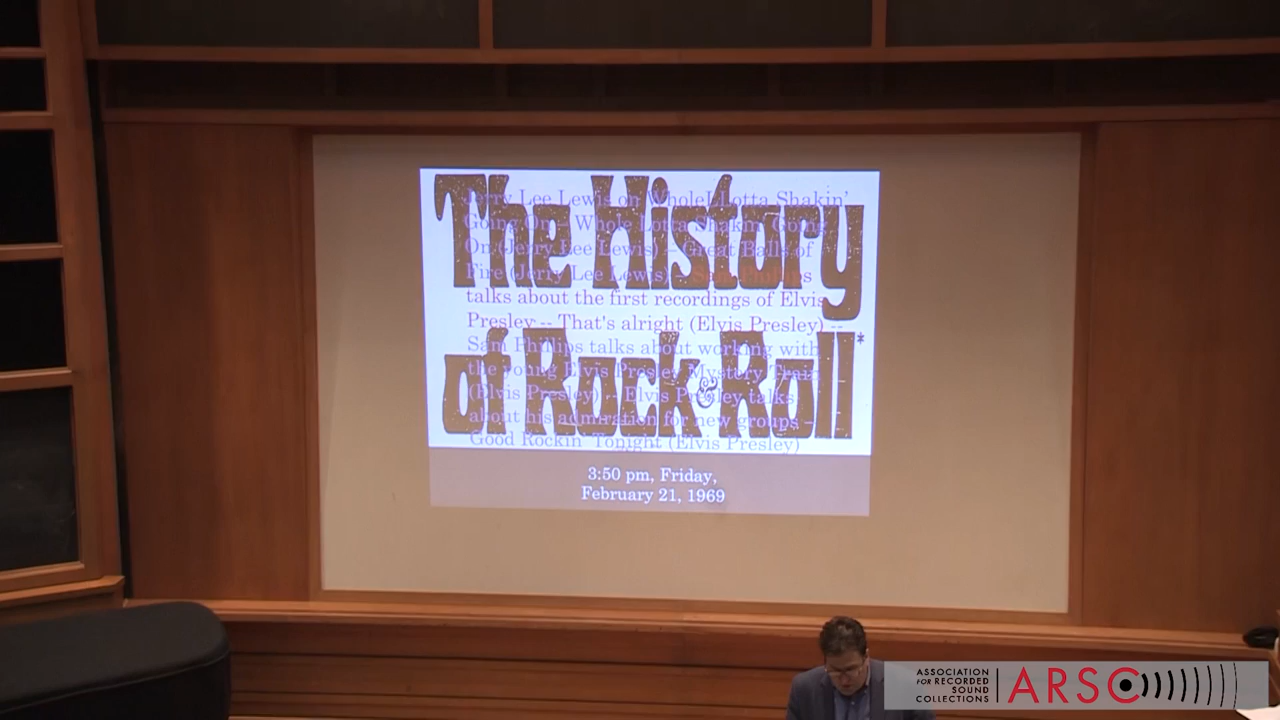 The History
of Rock & Roll*
Jerry Lee Lewis on WholeLLotta Shakin'
Going On -- Whole Lotta Shakin' Going
On (Jerry Lee Lewis) -- Great Balls of
Fire (Jerry Lee Lewis) -- Sam Phillips
talks about the first recordings of Elvis
Presley -- That's alright (Elvis Presley) --
Sam Phillips talks about working with
the young Elvis Presley Mystery Train
(Elvis Presley) -- Elvis Presley talks
about his admiration for new groups --
Good Rockin' Tonight (Elvis Presley)
3:50 pm, Friday,
February 21, 1969
ASSOCIATION
FOR RECORDED
SOUND
COLLECTIONS
ARSC